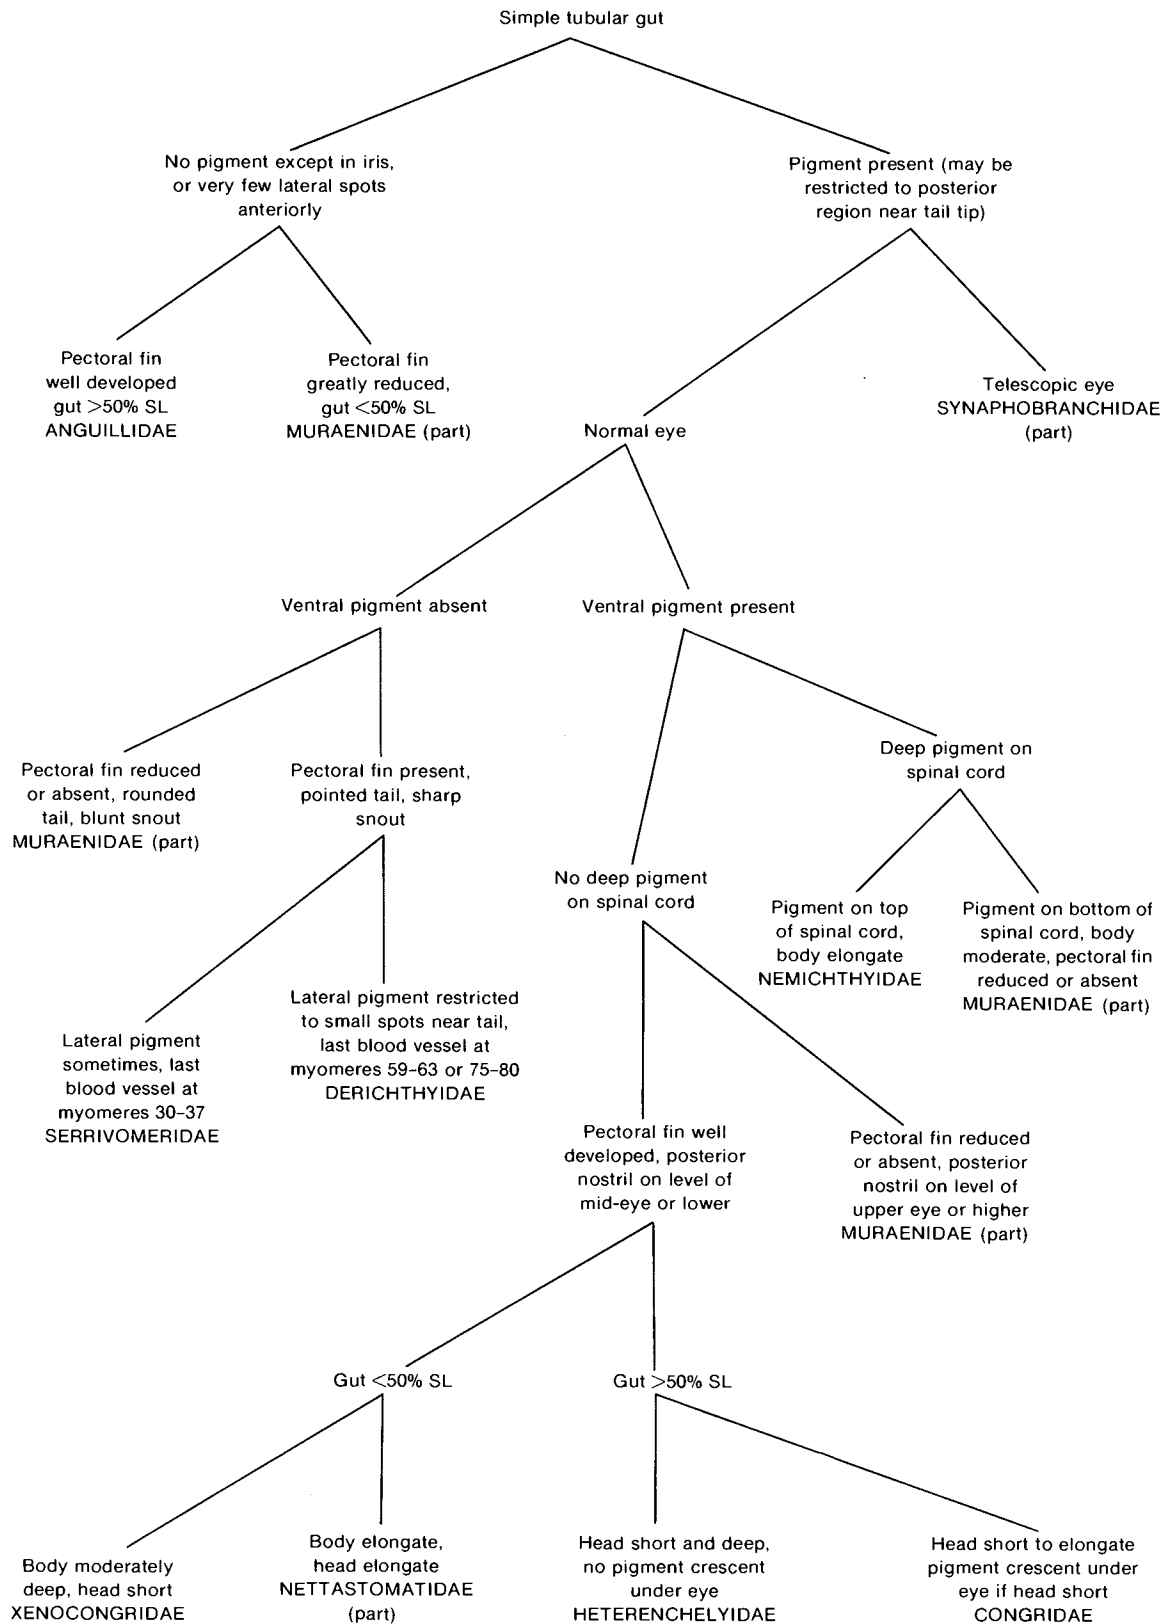 Simple tubular gut
No pigment except in iris,
or very few lateral spots
anteriorly
Pigment present (may be
restricted to posterior
region near tail tip)
Pectoral fin
well developed
gut >50% SL
ANGUILLIDAE
Pectoral fin
greatly reduced,
gut <50% SL
MURAENIDAE (part)
Normal eye
Telescopic eye
SYNAPHOBRANCHIDAE
(part)
Ventral pigment absent
Ventral pigment present
Pectoral fin reduced
or absent, rounded
tail, blunt snout
MURAENIDAE (part)
Pectoral fin present,
pointed tail, sharp
snout
Deep pigment on
spinal cord
No deep pigment
on spinal cord
Pigment on top
of spinal cord,
body elongate
NEMICHTHYIDAE
Pigment on bottom of
spinal cord, body
moderate, pectoral fin
reduced or absent
MURAENIDAE (part)
Lateral pigment
sometimes, last
blood vessel at
myomeres 30–37
SERRIVOMERIDAE
Lateral pigment restricted
to small spots near tail,
last blood vessel at
myomeres 59–63 or 75–80
DERICHTHYIDAE
Pectoral fin well
developed, posterior
nostril on level of
mid-eye or lower
Pectoral fin reduced
or absent, posterior
nostril on level of
upper eye or higher
MURAENIDAE (part)
Gut <50% SL
Gut >50% SL
Body moderately
deep, head short
XENOCONGRIDAE
Body elongate,
head elongate
NETTASTOMATIDAE
(part)
Head short and deep,
no pigment crescent
under eye
HETERENCHELYIDAE
Head short to elongate
pigment crescent under
eye if head short
CONGRIDAE